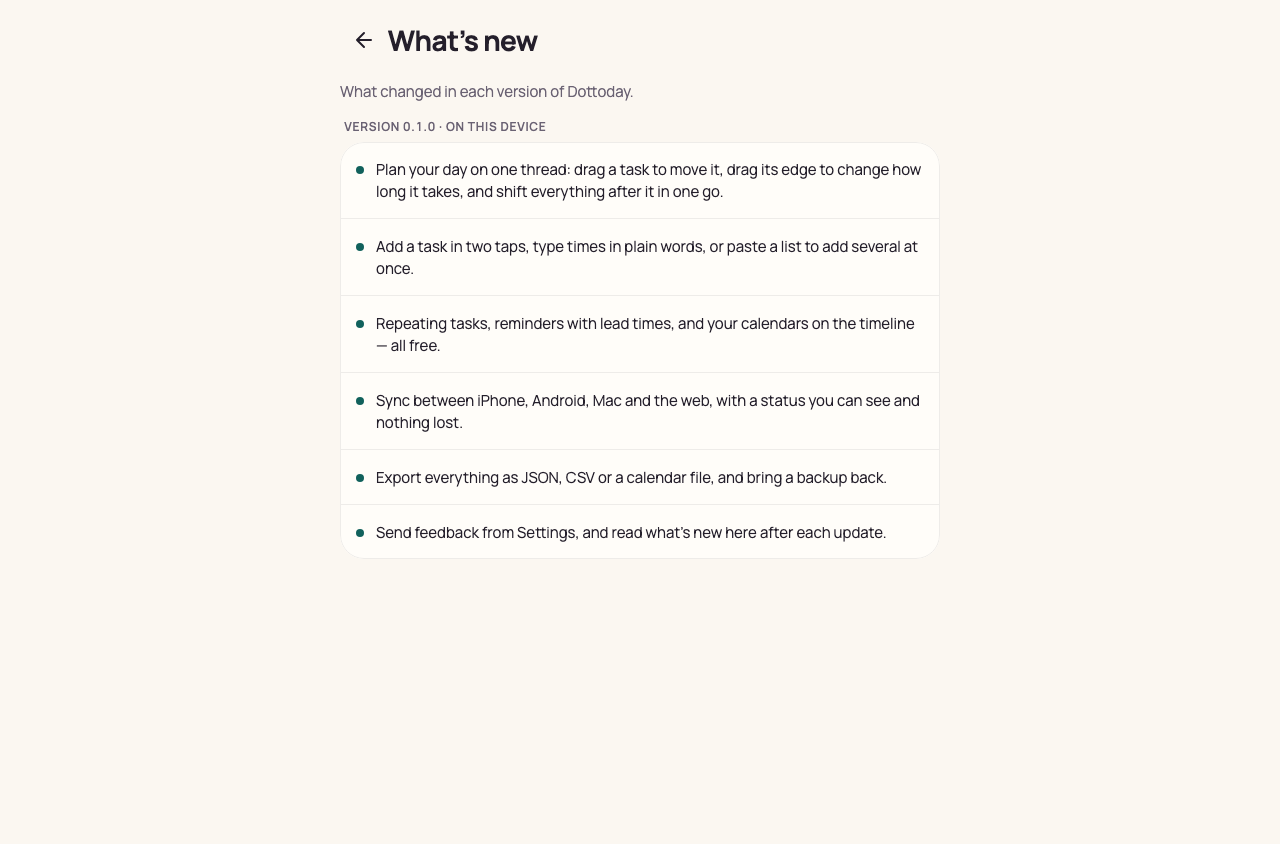 What's new
What changed in each version of Dottoday.
VERSION 0.1.0 · ON THIS DEVICE
Plan your day on one thread: drag a task to move it, drag its edge to change how
long it takes, and shift everything after it in one go.
Add a task in two taps, type times in plain words, or paste a list to add several at
once.
Repeating tasks, reminders with lead times, and your calendars on the timeline
— all free.
Sync between iPhone, Android, Mac and the web, with a status you can see and
nothing lost.
Export everything as JSON, CSV or a calendar file, and bring a backup back.
Send feedback from Settings, and read what's new here after each update.